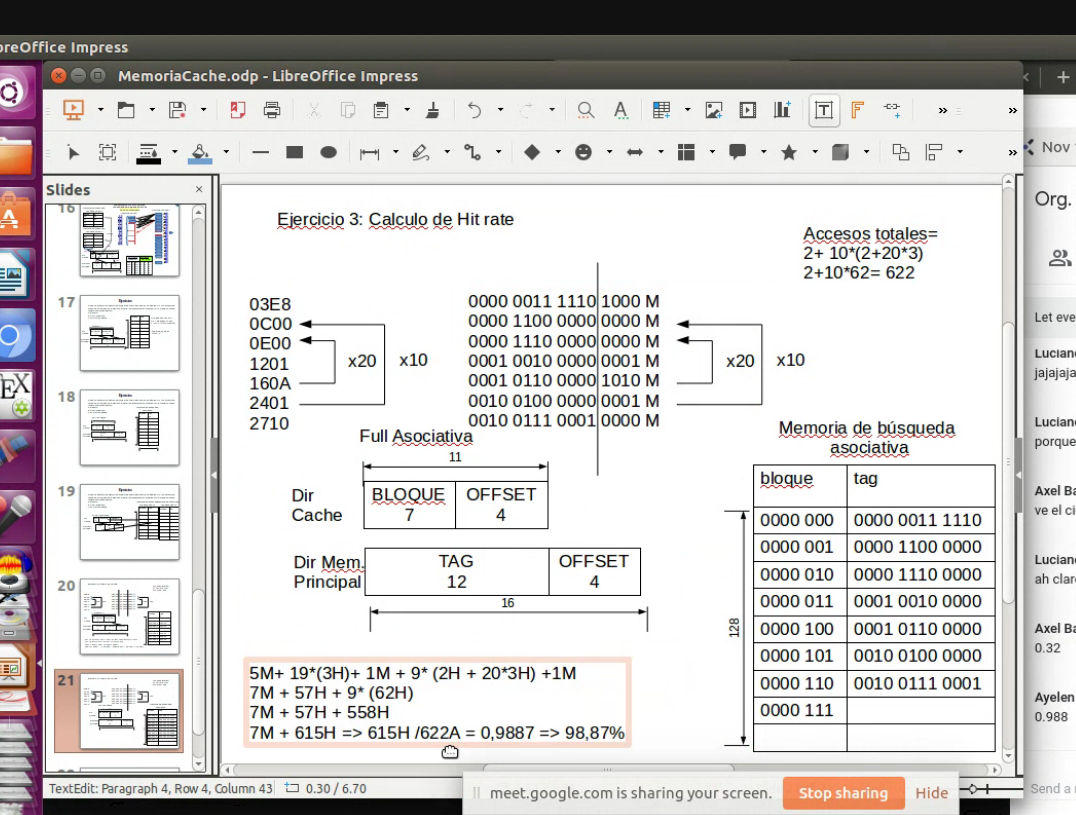 breOffice Impress
MemoriaCache.odp - LibreOffice Impress
Slides
16
17
18
19
20
21
Nov
Org.
Let eve
Luciano
jajajaja
Luciano
porque
Axel Ba
ve el ci
Luciano
ah clar
Axel Ba
0.32
Ayelen
0.988
Send a
Ejercicio 3: Calculo de Hit rate
Accesos totales=
2+ 10*(2+20*3)
2+10*62= 622
03E8
0C00
0E00
1201
160A
2401
2710
x20
x10
0000 0011 1110 1000 M
0000 1100 0000 0000 M
0000 1110 0000 0000 M
0001 0010 0000 0001 M
0001 0110 0000 1010 M
0010 0100 0000 0001 M
0010 0111 0001 0000 M
x20
x10
Full Asociativa
11
Dir
Cache
BLOQUE
7
OFFSET
4
Dir Mem.
Principal
TAG
12
OFFSET
4
16
Memoria de búsqueda
asociativa
bloque tag
0000 000 0000 0011 1110
0000 001 0000 1100 0000
0000 010 0000 1110 0000
0000 011 0001 0010 0000
0000 100 0001 0110 0000
0000 101 0010 0100 0000
0000 110 0010 0111 0001
0000 111
128
5M+ 19*(3H)+ 1M + 9* (2H + 20*3H) +1M
7M + 57H + 9* (62H)
7M + 57H + 558H
7M + 615H => 615H /622A = 0,9887 => 98,87%
TextEdit: Paragraph 4, Row 4, Column 43
0.30 / 6.70
meet.google.com is sharing your screen.
Stop sharing
Hide